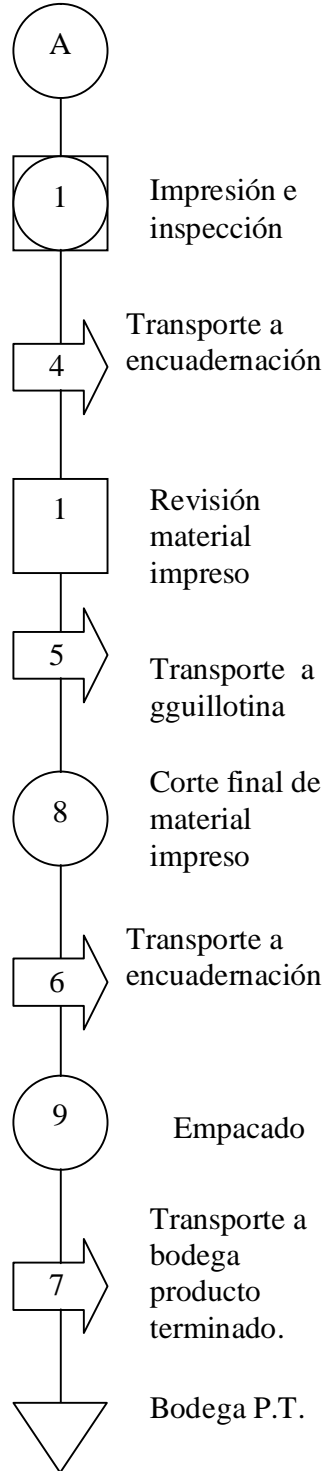 A
1
Impresión e
inspección
Transporte a
encuadernación
4
1
Revisión
material
impreso
5
Transporte a
gguillotina
Corte final de
8
material
impreso
Transporte a
encuadernación
6
9
Empacado
Transporte a
bodega
7
producto
terminado.
Bodega P.T.